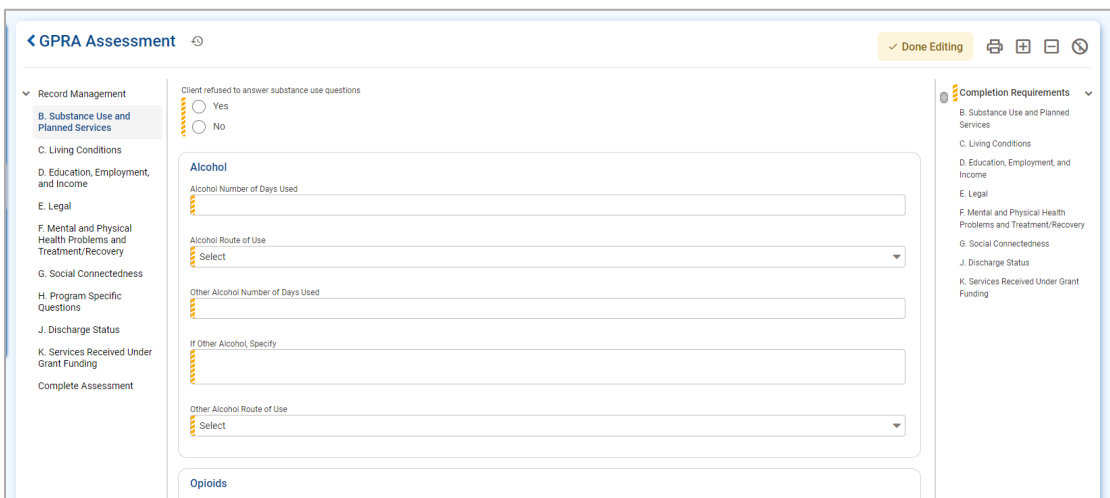 GPRA Assessment
Done Editing
Record Management
B. Substance Use and
Planned Services
C. Living Conditions
D. Education, Employment,
and Income
E. Legal
F. Mental and Physical
Health Problems and
Treatment/Recovery
G. Social Connectedness
H. Program Specific
Questions
J. Discharge Status
K. Services Received Under
Grant Funding
Complete Assessment
Client refused to answer substance use questions
Yes
No
Alcohol
Alcohol Number of Days Used
Alcohol Route of Use
Select
Other Alcohol Number of Days Used
If Other Alcohol, Specify
Other Alcohol Route of Use
Select
Opioids
Completion Requirements
B. Substance Use and Planned
Services
C. Living Conditions
D. Education, Employment, and
Income
E. Legal
F. Mental and Physical Health
Problems and Treatment/Recovery
G. Social Connectedness
J. Discharge Status
K. Services Received Under Grant
Funding